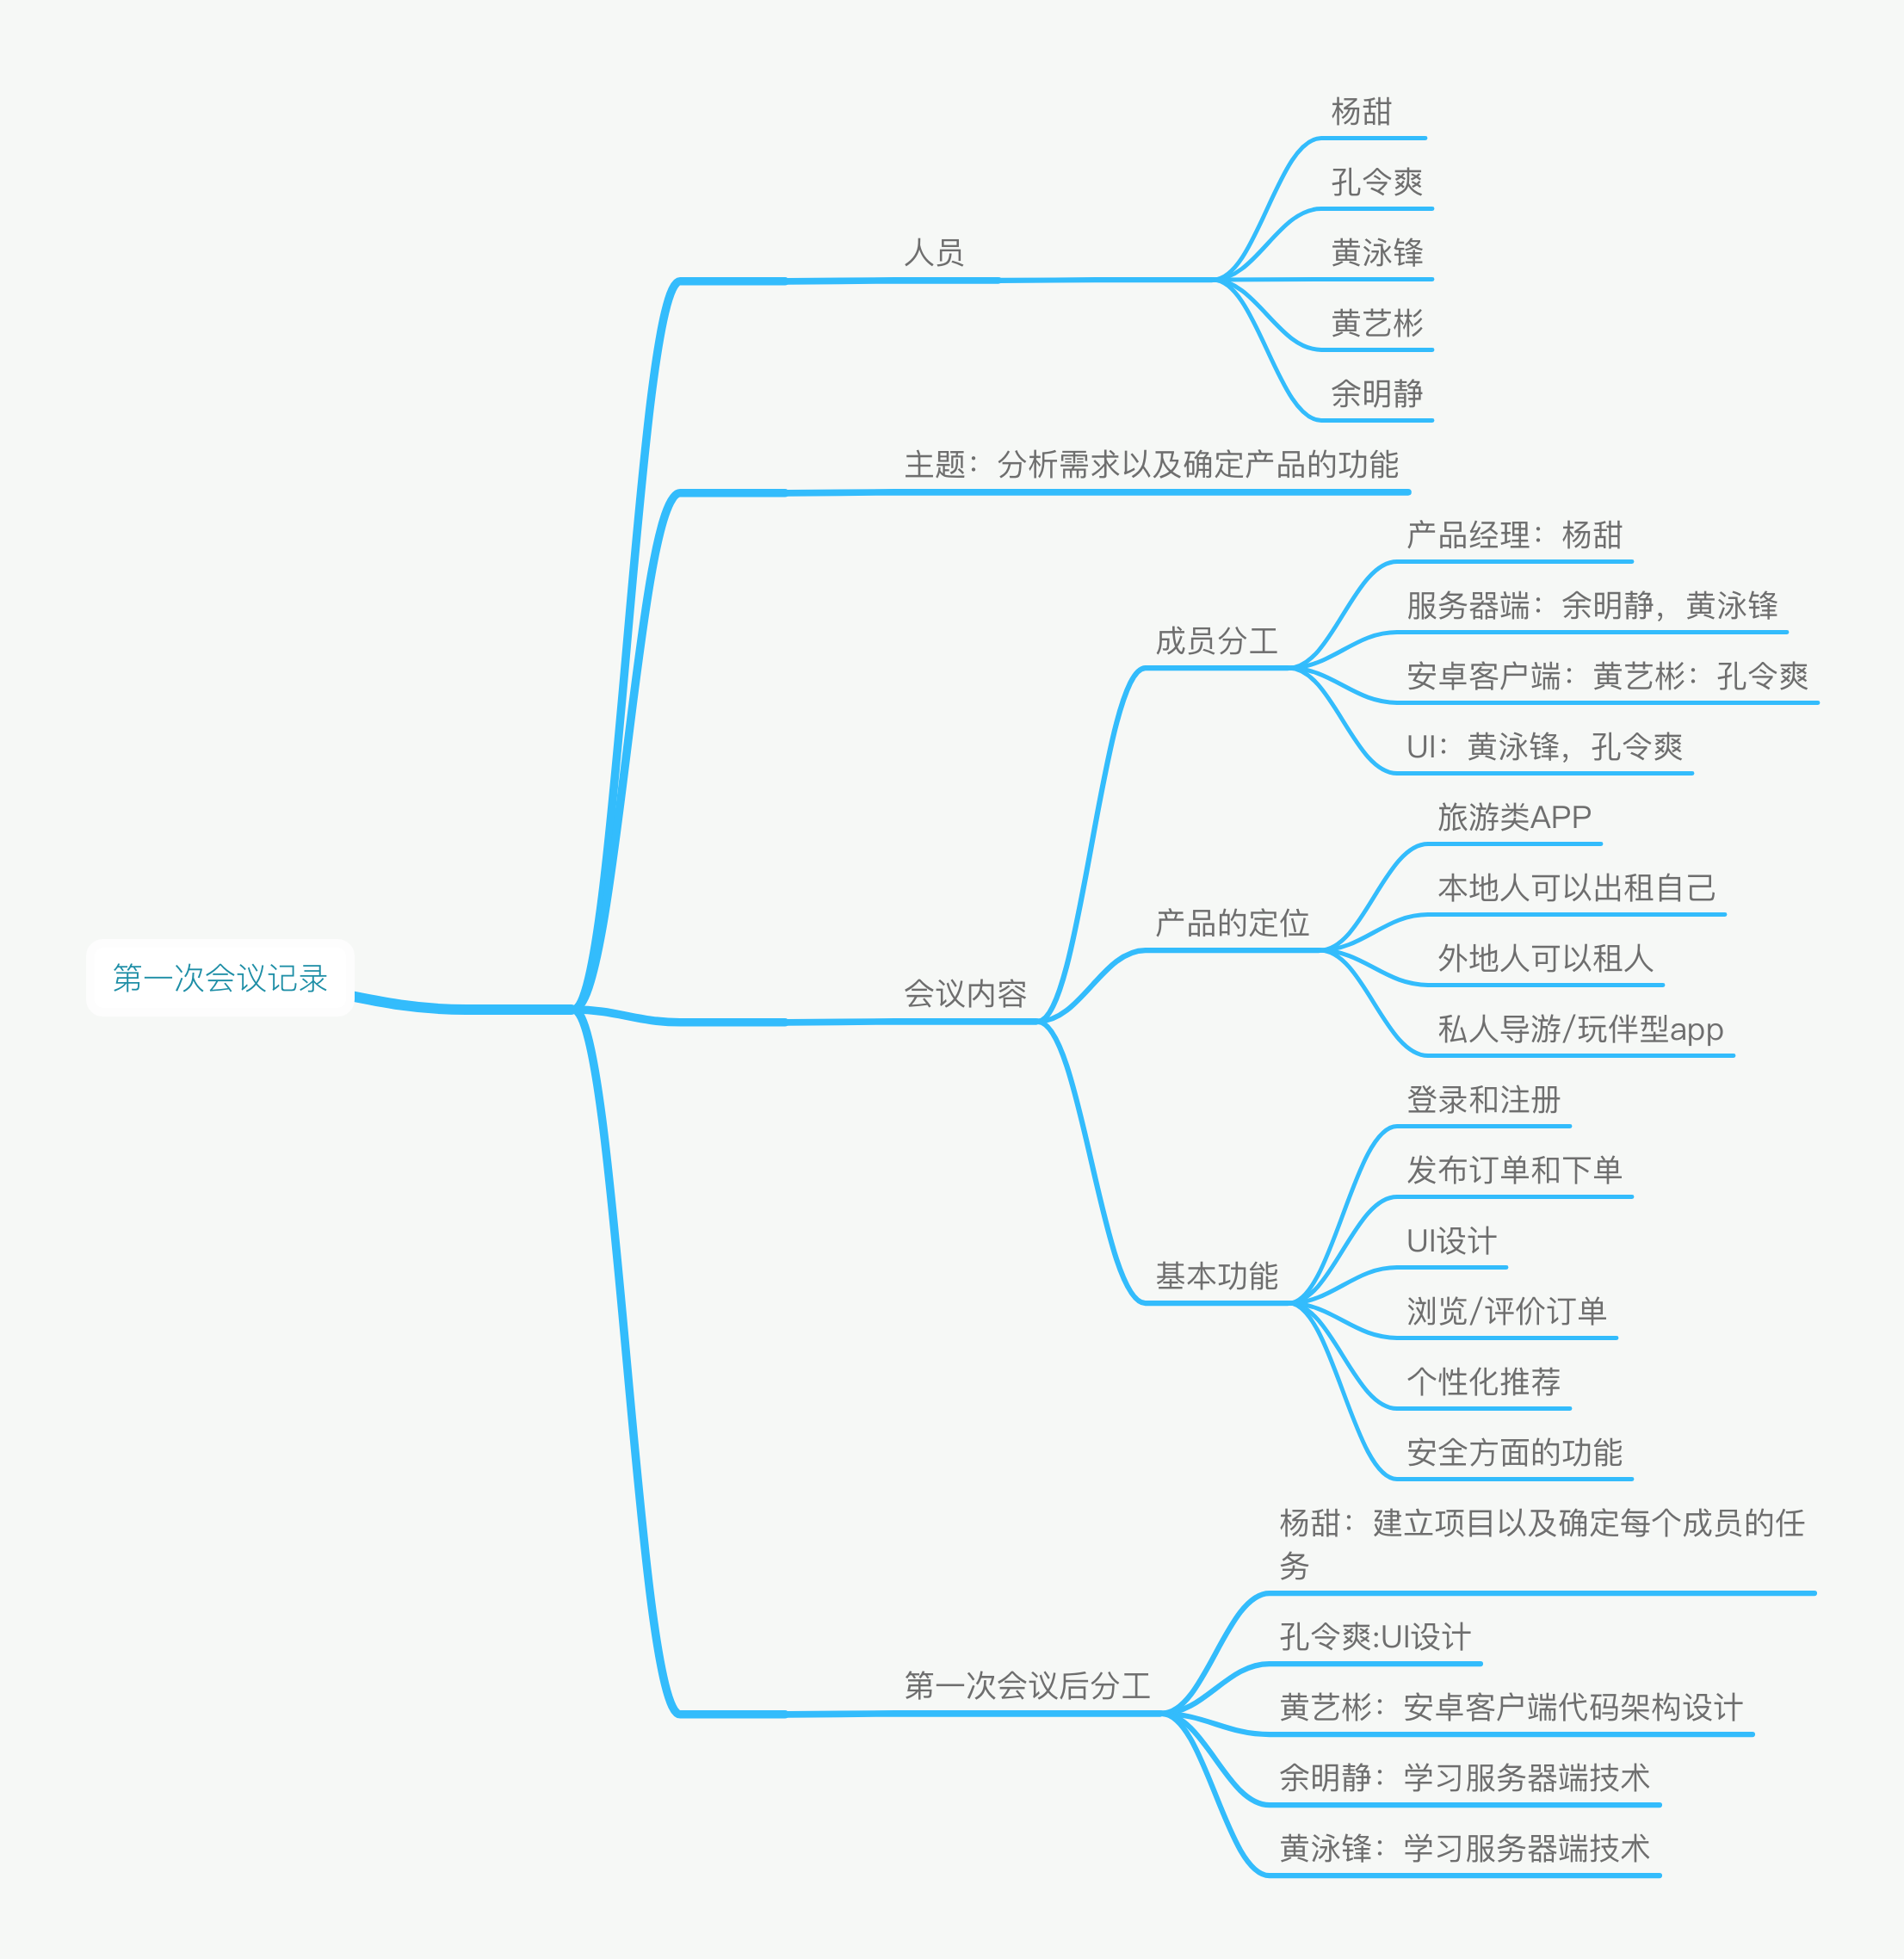 第一次会议记录
人员
杨甜
孔令爽
黄泳锋
黄艺彬
余明静
主题：分析需求以及确定产品的功能
会议内容
成员分工
产品经理：杨甜
服务器端：余明静，黄泳锋
安卓客户端：黄艺彬：孔令爽
UI：黄泳锋，孔令爽
产品的定位
旅游类APP
本地人可以出租自己
外地人可以租人
私人导游/玩伴型app
基本功能
登录和注册
发布订单和下单
UI设计
浏览/评价订单
个性化推荐
安全方面的功能
第一次会议后分工
杨甜：建立项目以及确定每个成员的任
务
孔令爽:UI设计
黄艺彬：安卓客户端代码架构设计
余明静：学习服务器端技术
黄泳锋：学习服务器端技术